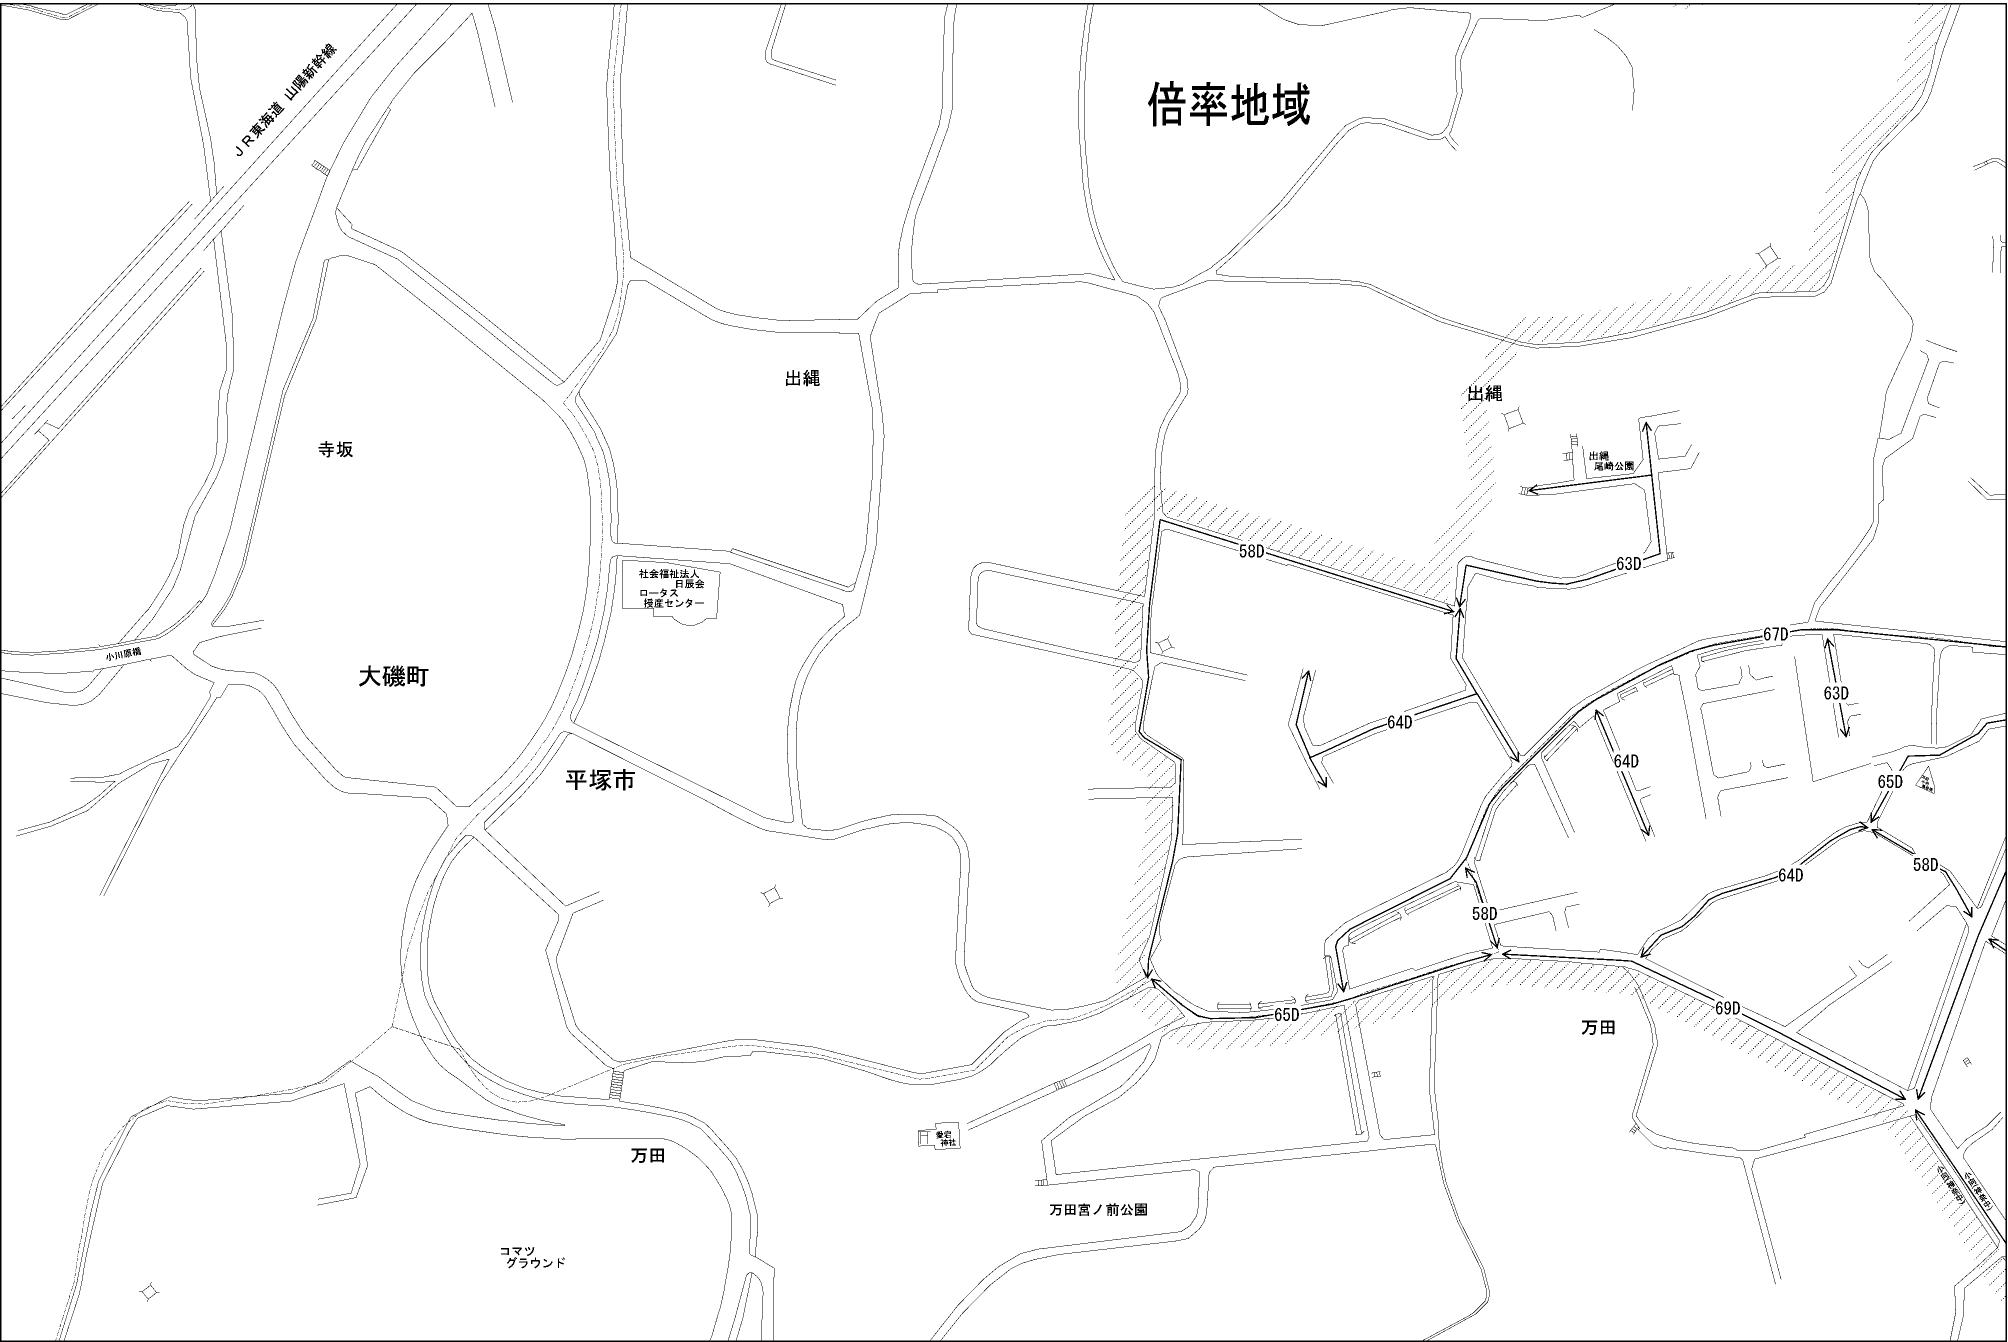 JR東海道 山陽新幹線
倍率地域
出縄
出縄
寺坂
出縄
尾崎公園
58D
63D
社会福祉法人
日辰会
ロータス
授産センター
67D
小川原橋
大磯町
63D
64D
64D
平塚市
65D
58D
64D
58D
65D
69D
万田
愛宕
神社
万田
万田宮ノ前公園
コマツ
グラウンド